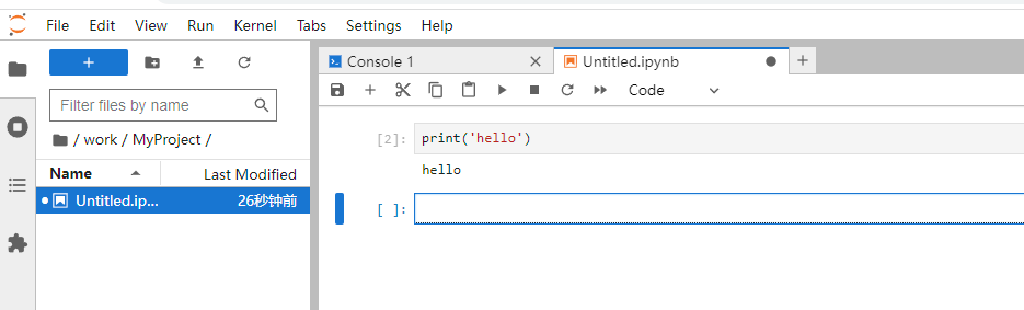 File Edit View Run Kernel Tabs Settings Help
Console 1 Untitled.ipynb
Code
Filter files by name
/ work / MyProject /
[2]: print('hello')
hello
Name Last Modified
Untitled.ip... 26秒钟前
[ ]: